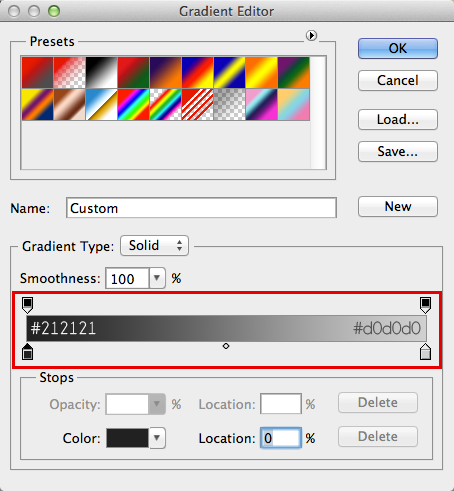 Gradient Editor
Presets
OK
Cancel
Load...
Save...
Name: Custom
New
Gradient Type: Solid
Smoothness: 100 %
#212121 #d0d0d0
Stops
Opacity: % Location: Delete
Color: Location: 0 % Delete